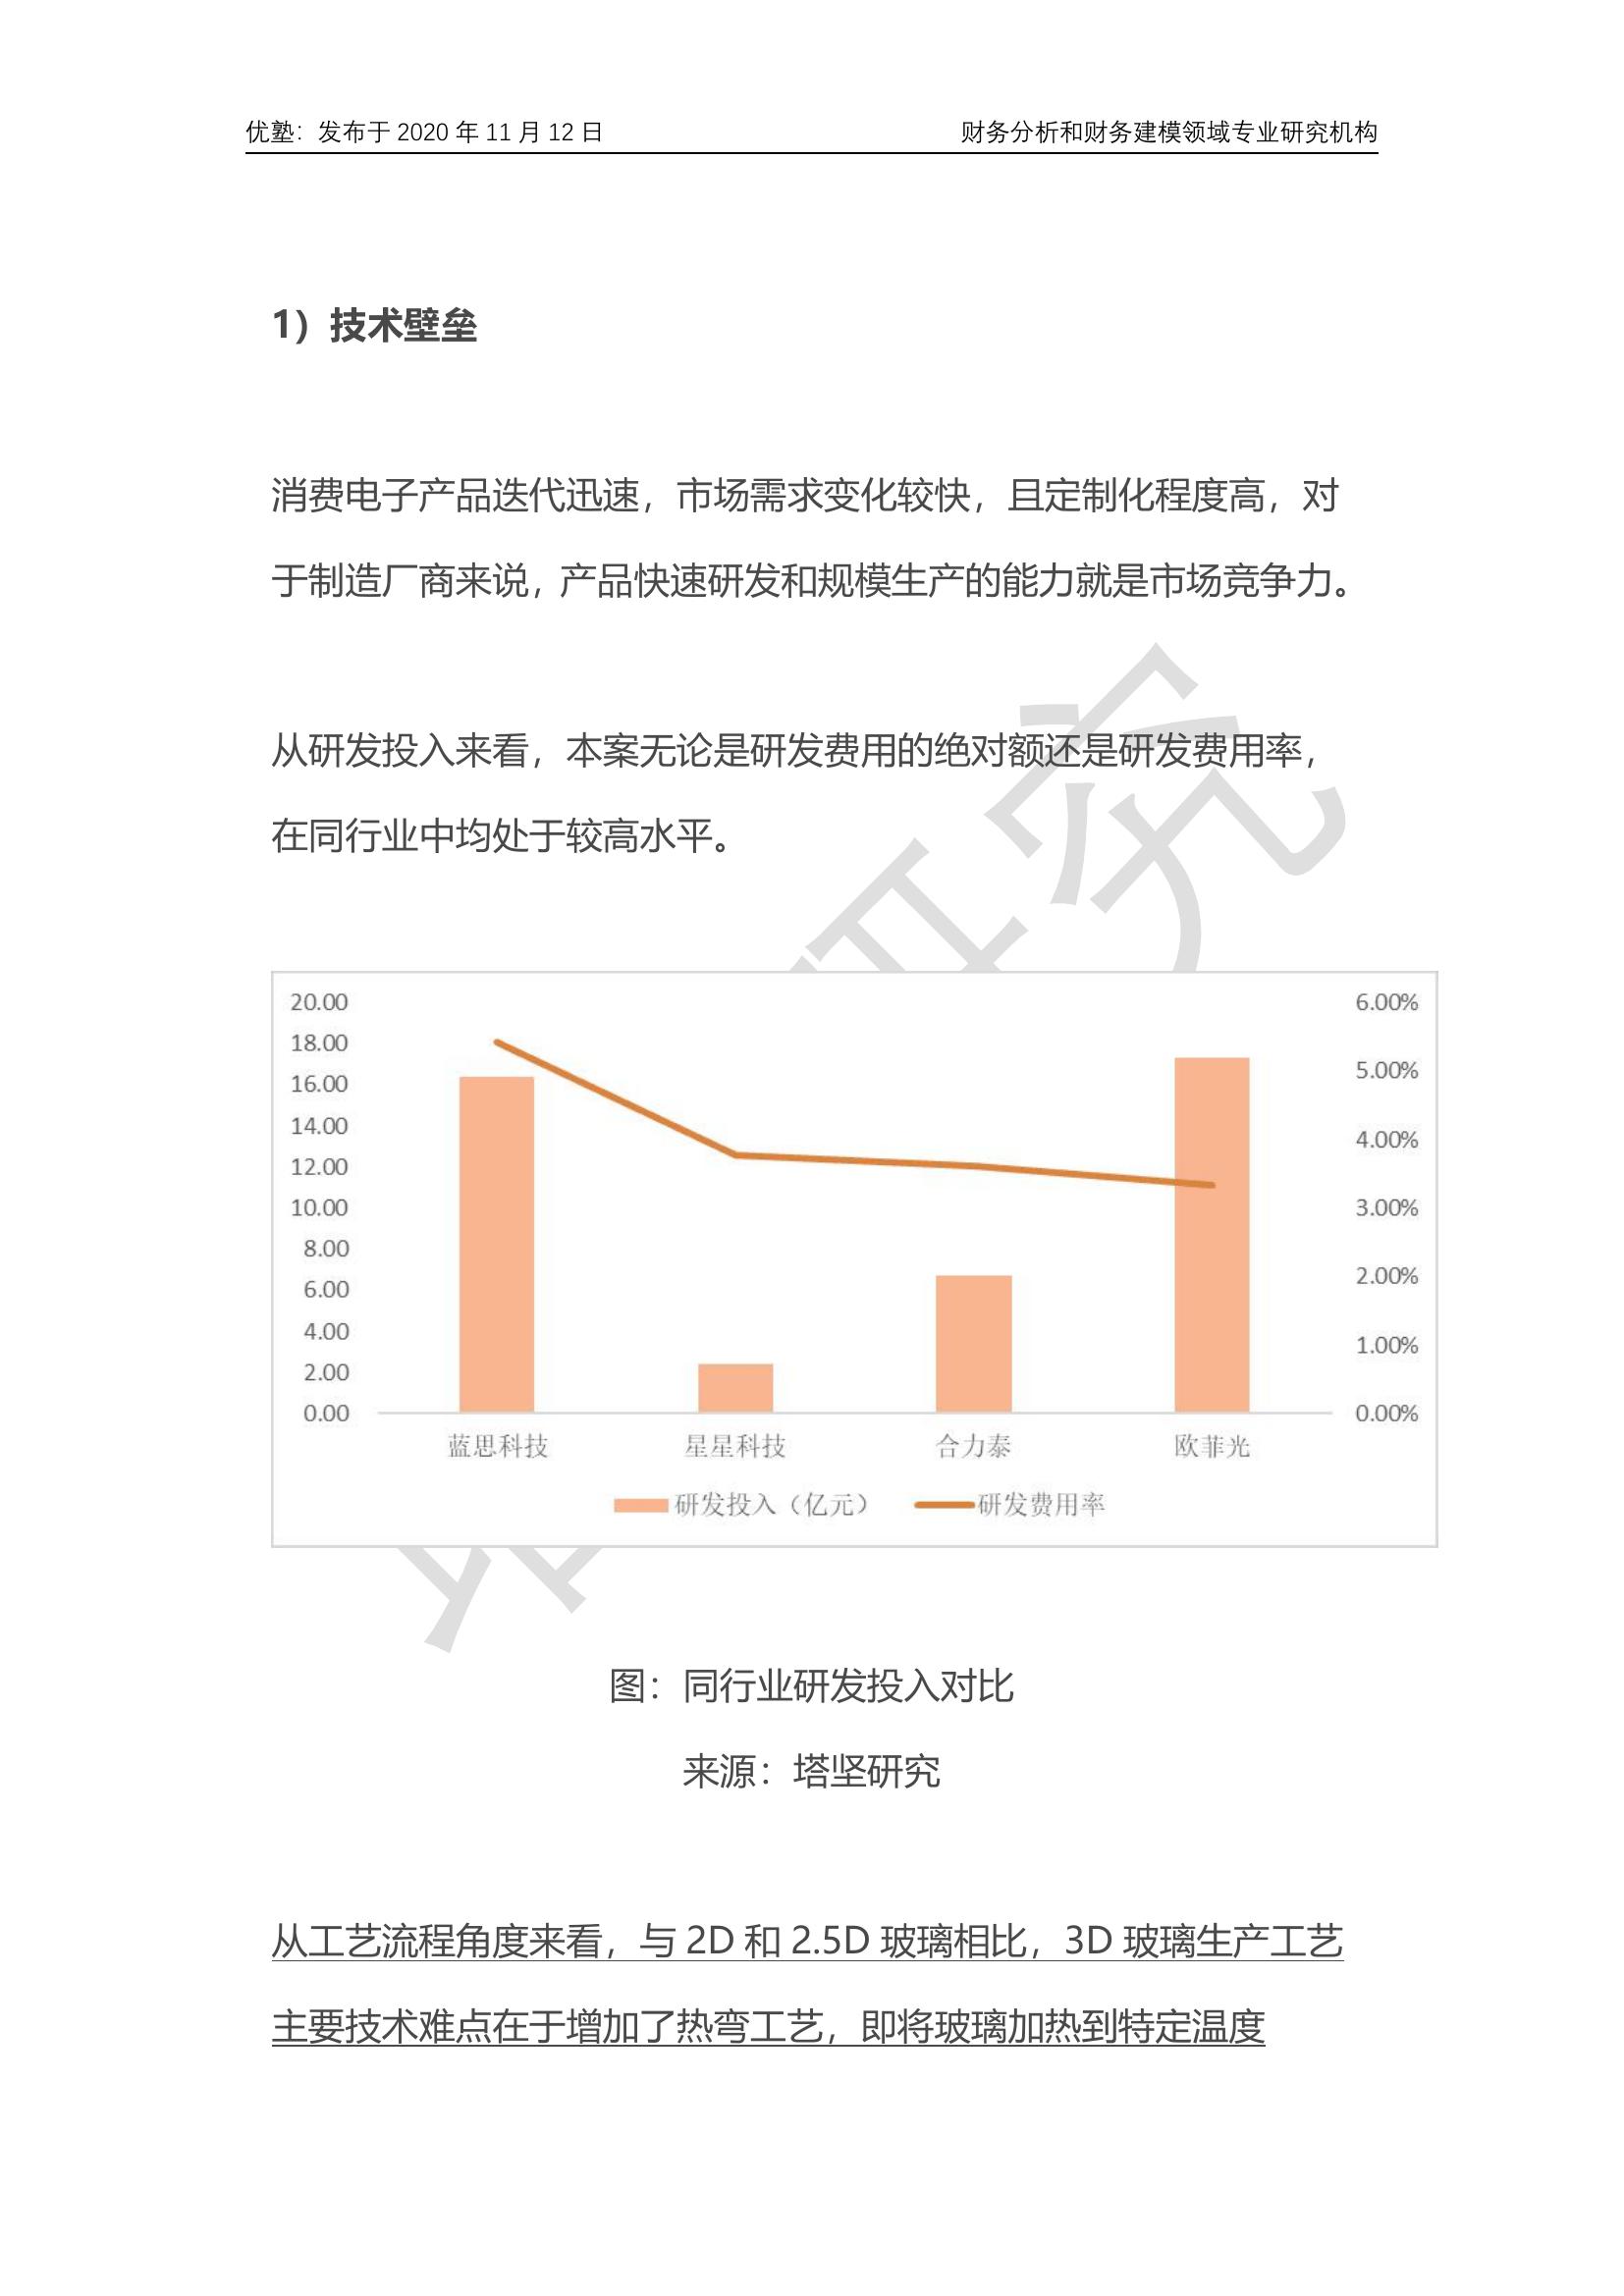 优塾：发布于 2020 年 11 月 12 日
财务分析和财务建模领域专业研究机构
1）技术壁垒
消费电子产品迭代迅速，市场需求变化较快，且定制化程度高，对
于制造厂商来说，产品快速研发和规模生产的能力就是市场竞争力。
从研发投入来看，本案无论是研发费用的绝对额还是研发费用率，
在同行业中均处于较高水平。
20.00
18.00
16.00
14.00
12.00
10.00
8.00
6.00
4.00
2.00
0.00
6.00%
5.00%
4.00%
3.00%
2.00%
1.00%
0.00%
蓝思科技 星星科技 合力泰 欧菲光
研发投入（亿元） 研发费用率
图：同行业研发投入对比
来源：塔坚研究
从工艺流程角度来看，与 2D 和 2.5D 玻璃相比，3D 玻璃生产工艺
主要技术难点在于增加了热弯工艺，即将玻璃加热到特定温度